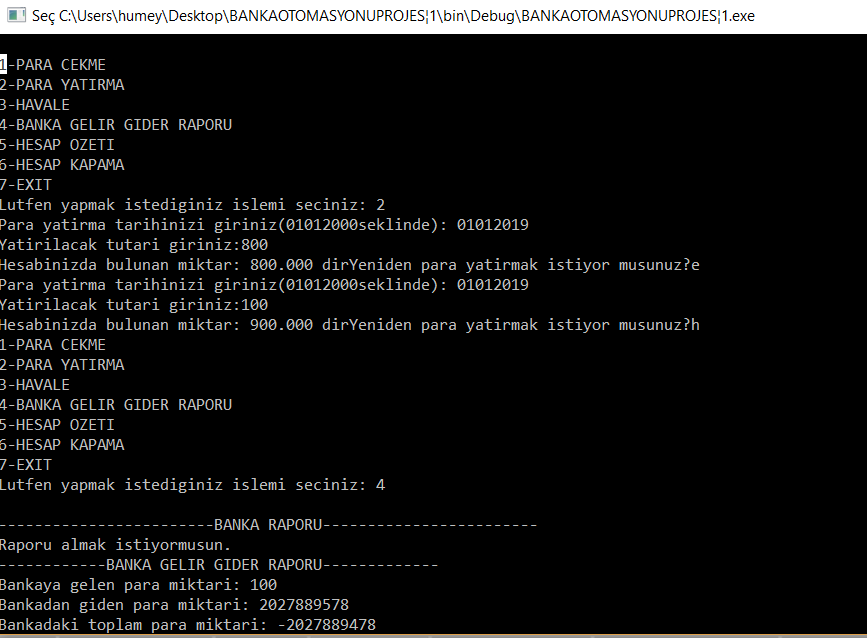 Seç C:\Users\humey\Desktop\BANKAOTOMASYONUPROJES¦1\bin\Debug\BANKAOTOMASYONUPROJES¦1.exe
1-PARA CEKME
2-PARA YATIRMA
3-HAVALE
4-BANKA GELIR GIDER RAPORU
5-HESAP OZETI
6-HESAP KAPAMA
7-EXIT
Lutfen yapmak istediginiz islemi seciniz: 2
Para yatirma tarihinizi giriniz(01012000seklinde): 01012019
Yatirilacak tutari giriniz:800
Hesabinizda bulunan miktar: 800.000 dirYeniden para yatirmak istiyor musunuz?e
Para yatirma tarihinizi giriniz(01012000seklinde): 01012019
Yatirilacak tutari giriniz:100
Hesabinizda bulunan miktar: 900.000 dirYeniden para yatirmak istiyor musunuz?h
1-PARA CEKME
2-PARA YATIRMA
3-HAVALE
4-BANKA GELIR GIDER RAPORU
5-HESAP OZETI
6-HESAP KAPAMA
7-EXIT
Lutfen yapmak istediginiz islemi seciniz: 4
------------------------BANKA RAPORU------------------------
Raporu almak istiyormusun.
------------BANKA GELIR GIDER RAPORU-------------
Bankaya gelen para miktari: 100
Bankadan giden para miktari: 2027889578
Bankadaki toplam para miktari: -2027889478